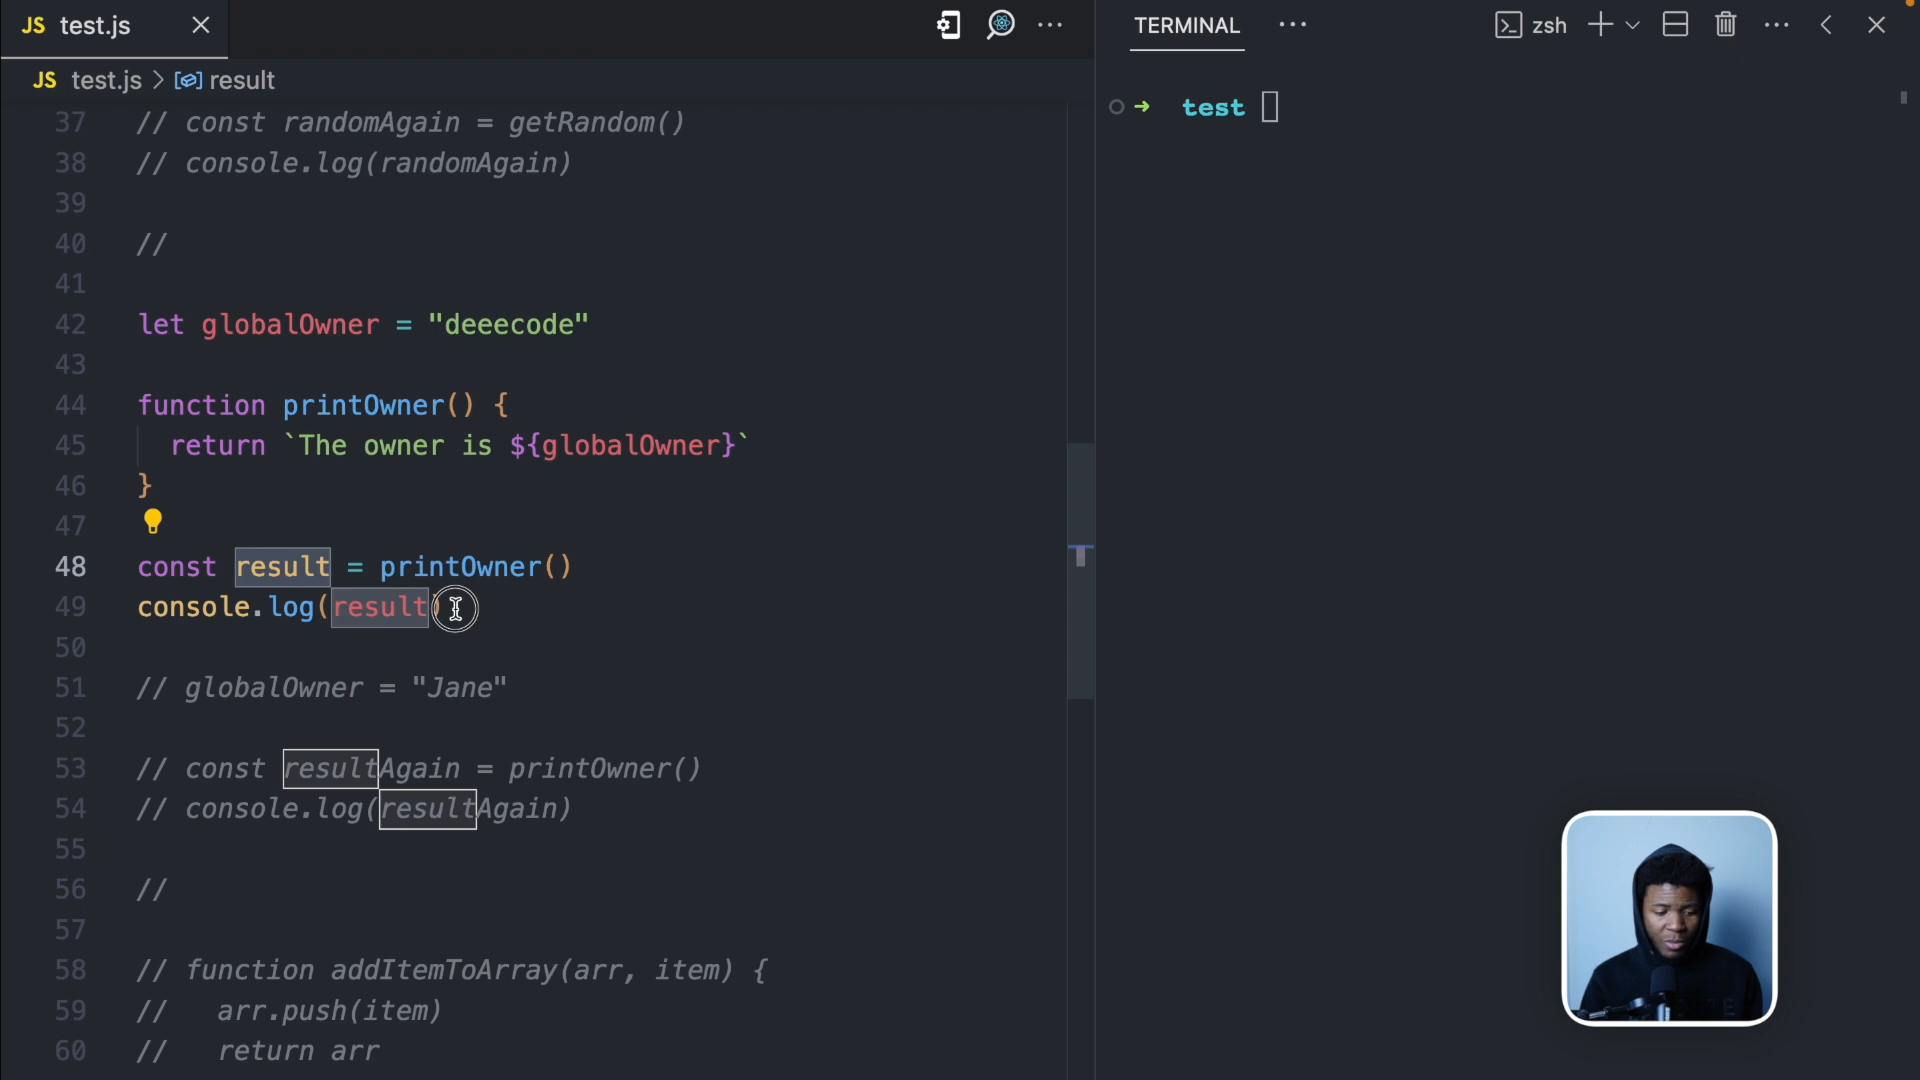 JS test.js
TERMINAL
zsh
JS test.js > result
37 // const randomAgain = getRandom()
38 // console.log(randomAgain)
39
40 //
41
42 let globalOwner = "deeecode"
43
44 function printOwner() {
45 return `The owner is ${globalOwner}`
46 }
47
48 const result = printOwner()
49 console.log(result)
50
51 // globalOwner = "Jane"
52
53 // const resultAgain = printOwner()
54 // console.log(resultAgain)
55
56 //
57
58 // function addItemToArray(arr, item) {
59 // arr.push(item)
60 // return arr
➜ test